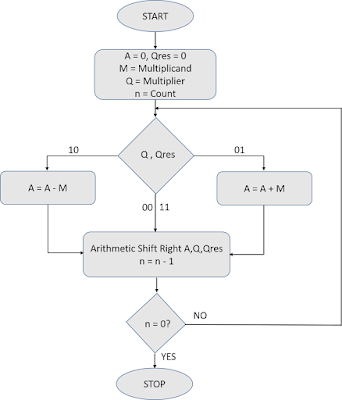 START
A = 0, Qres = 0
M = Multiplicand
Q = Multiplier
n = Count
10
Q , Qres
01
A = A - M
A = A + M
00
11
Arithmetic Shift Right A,Q,Qres
n = n - 1
n = 0?
NO
YES
STOP